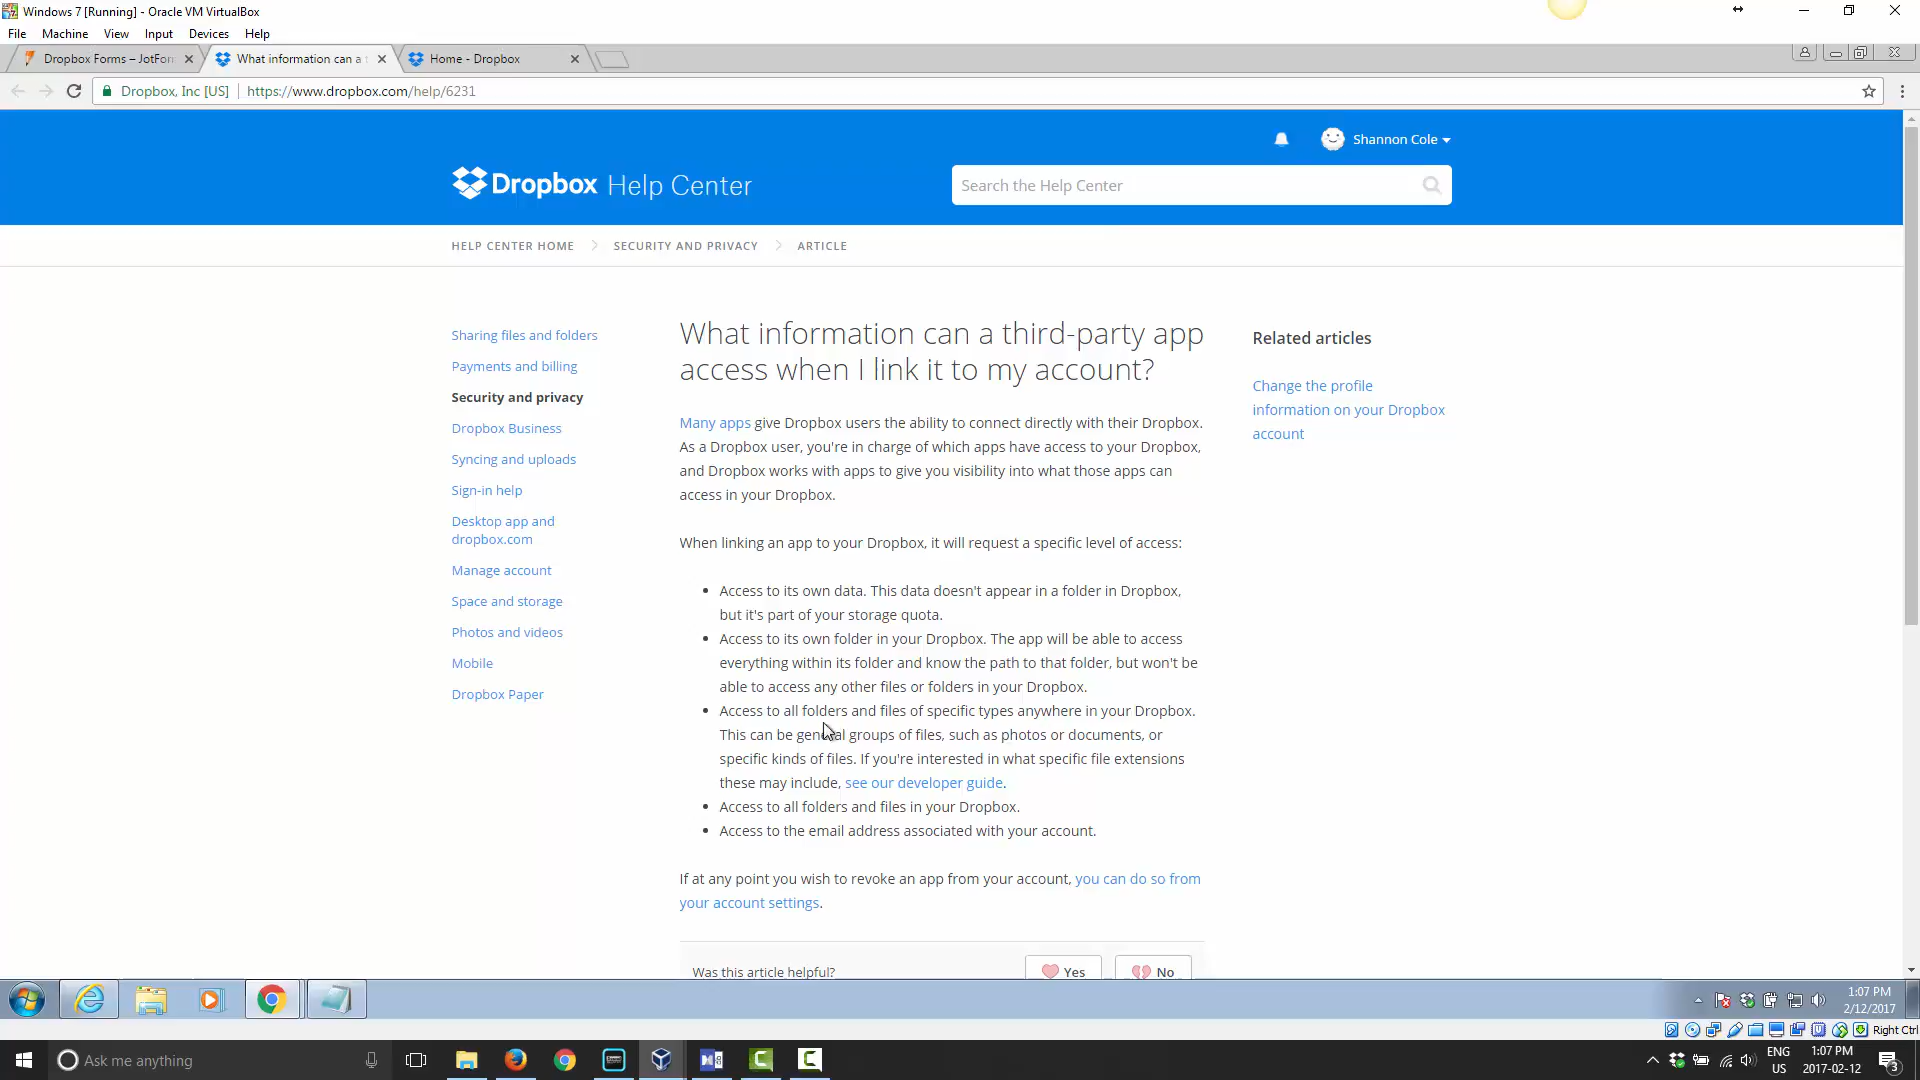 Windows 7 [Running] - Oracle VM VirtualBox
File Machine View Input Devices Help
Dropbox Forms – JotFor
What information can a t
Home - Dropbox
Dropbox, Inc [US] https://www.dropbox.com/help/6231
Shannon Cole
Dropbox Help Center
Search the Help Center
HELP CENTER HOME SECURITY AND PRIVACY ARTICLE
Sharing files and folders
Payments and billing
Security and privacy
Dropbox Business
Syncing and uploads
Sign-in help
Desktop app and
dropbox.com
Manage account
Space and storage
Photos and videos
Mobile
Dropbox Paper
What information can a third-party app
access when I link it to my account?
Many apps give Dropbox users the ability to connect directly with their Dropbox.
As a Dropbox user, you're in charge of which apps have access to your Dropbox,
and Dropbox works with apps to give you visibility into what those apps can
access in your Dropbox.
When linking an app to your Dropbox, it will request a specific level of access:
• Access to its own data. This data doesn't appear in a folder in Dropbox,
but it's part of your storage quota.
• Access to its own folder in your Dropbox. The app will be able to access
everything within its folder and know the path to that folder, but won't be
able to access any other files or folders in your Dropbox.
• Access to all folders and files of specific types anywhere in your Dropbox.
This can be general groups of files, such as photos or documents, or
specific kinds of files. If you're interested in what specific file extensions
these may include, see our developer guide.
• Access to all folders and files in your Dropbox.
• Access to the email address associated with your account.
If at any point you wish to revoke an app from your account, you can do so from
your account settings.
Was this article helpful? Yes No
Related articles
Change the profile
information on your Dropbox
account
1:07 PM
2/12/2017
Right Ctrl
Ask me anything
ENG
US
1:07 PM
2017-02-12
3